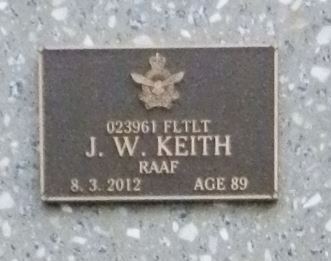 023961 FLTLT
J. W. KEITH
RAAF
8. 3. 2012 AGE 89